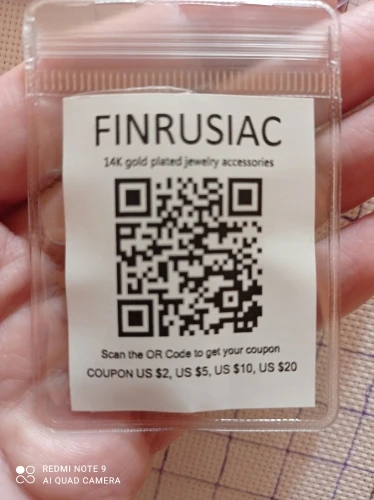 FINRUSIAC
14K gold plated jewelry accessories
Scan the OR Code to get your coupon
COUPON US $2, US $5, US $10, US $20
REDMI NOTE 9
AI QUAD CAMERA